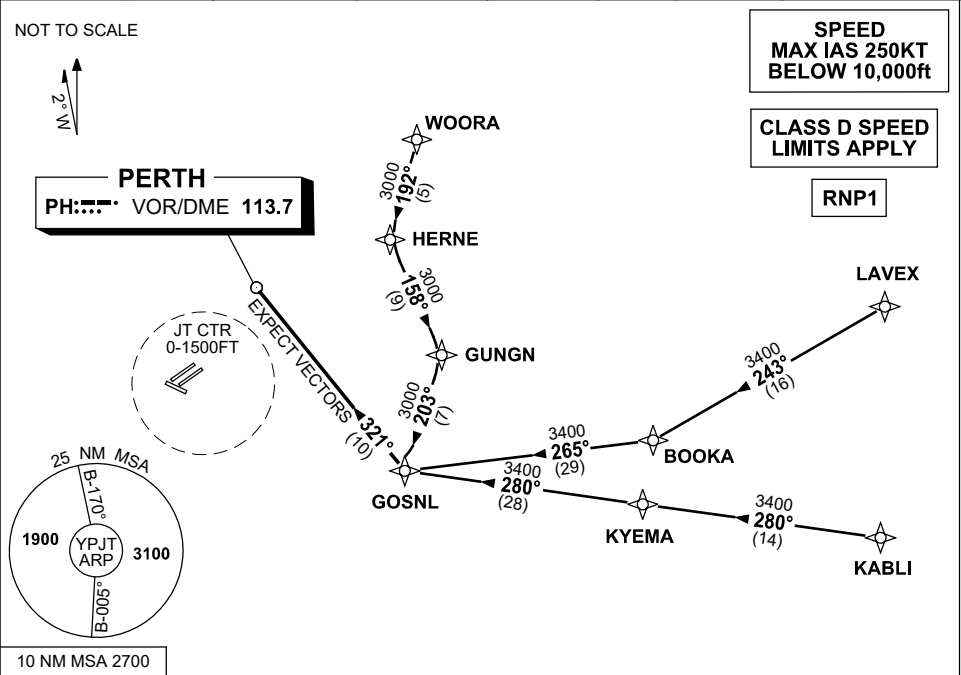 NOT TO SCALE
2° W
SPEED
MAX IAS 250KT
BELOW 10,000ft
CLASS D SPEED
LIMITS APPLY
RNP1
PERTH
PH VOR/DME 113.7
WOORA
3000
192°
(5)
HERNE
3000
158°
(9)
GUNGN
3000
203°
(7)
LAVEX
3400
243°
(16)
BOOKA
3400
265°
(29)
GOSNL
3400
280°
(28)
KYEMA
3400
280°
(14)
KABLI
EXPECT VECTORS
321°
(10)
JT CTR
0-1500FT
25 NM MSA
B-170°
1900
YPJT
ARP
3100
B-005°
10 NM MSA 2700